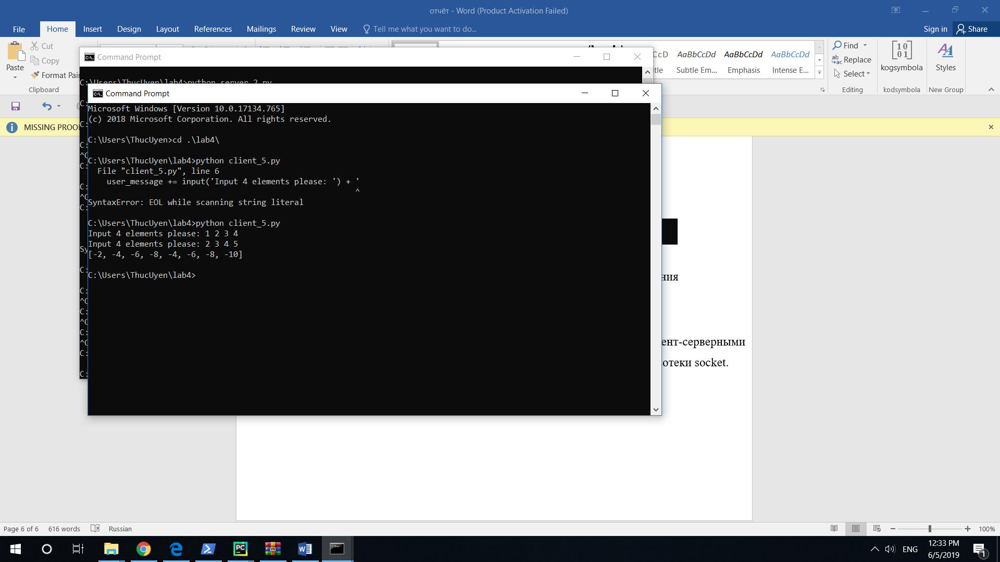 отчёт - Word (Product Activation Failed)
File Home Insert Design Layout References Mailings Review View Tell me what you want to do... Sign in Share
Paste
Cut
Copy
Format Pai
Clipboard
CcD AaBbCcDd AaBbCcDd AaBbCcDd
tle Subtle Em... Emphasis Intense E...
Find
Replace
Select
Editing
kogsymbola
kodsymbola
Styles
New Group
MISSING PROO
Command Prompt
C:\Users\ThucUyen\lab4>python server_2.py
Command Prompt
Microsoft Windows [Version 10.0.17134.765]
(c) 2018 Microsoft Corporation. All rights reserved.
C:\Users\ThucUyen>cd .\lab4\
C:\Users\ThucUyen\lab4>python client_5.py
File "client_5.py", line 6
user_message += input('Input 4 elements please: ') + '
^
SyntaxError: EOL while scanning string literal
C:\Users\ThucUyen\lab4>python client_5.py
Input 4 elements please: 1 2 3 4
Input 4 elements please: 2 3 4 5
[-2, -4, -6, -8, -4, -6, -8, -10]
C:\Users\ThucUyen\lab4>
ния
ент-серверными
отеки socket.
Page 6 of 6 616 words Russian 100%
ENG
12:33 PM
6/5/2019
1